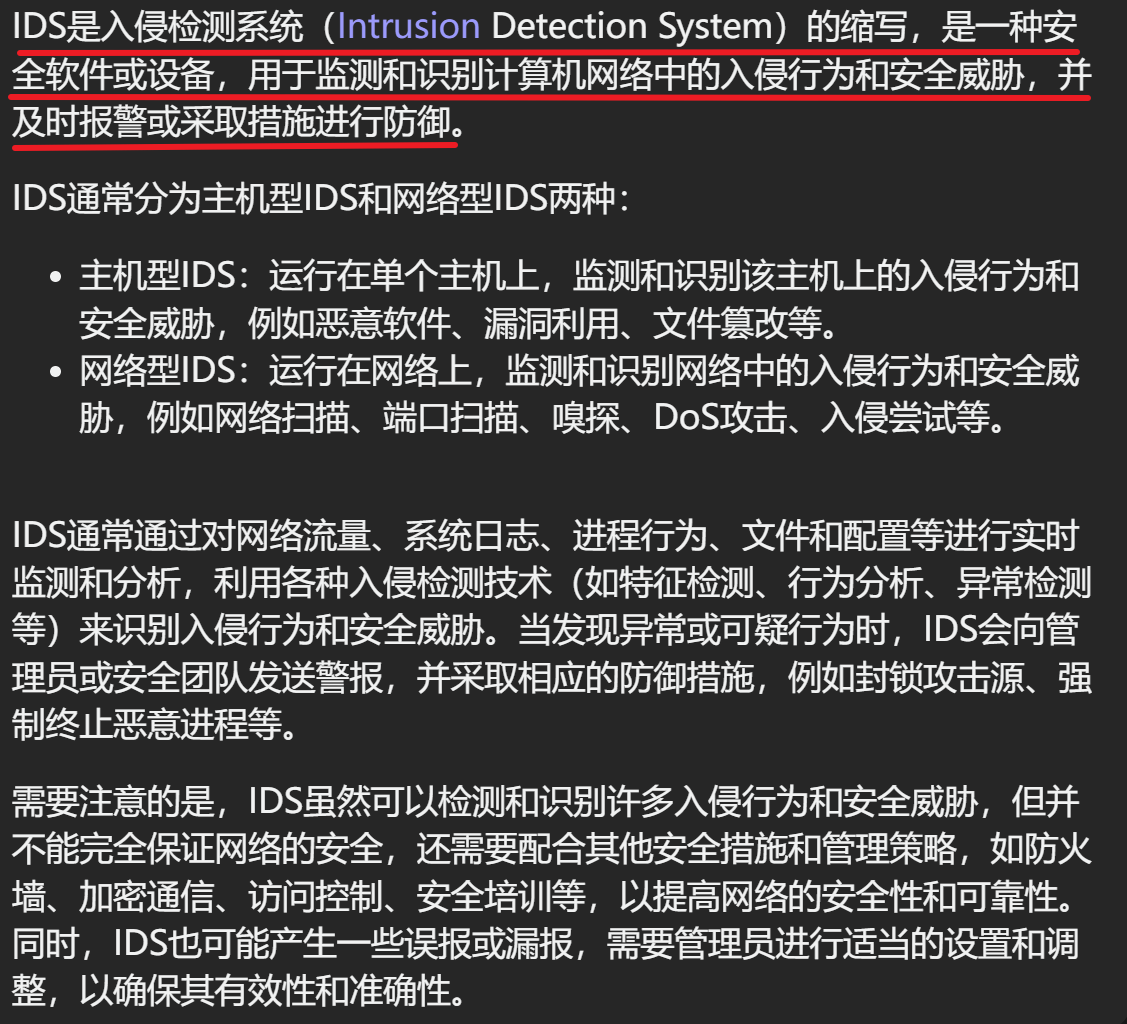 IDS是入侵检测系统（Intrusion Detection System）的缩写，是一种安
全软件或设备，用于监测和识别计算机网络中的入侵行为和安全威胁，并
及时报警或采取措施进行防御。
IDS通常分为主机型IDS和网络型IDS两种：
• 主机型IDS：运行在单个主机上，监测和识别该主机上的入侵行为和
安全威胁，例如恶意软件、漏洞利用、文件篡改等。
• 网络型IDS：运行在网络上，监测和识别网络中的入侵行为和安全威
胁，例如网络扫描、端口扫描、嗅探、DoS攻击、入侵尝试等。
IDS通常通过对网络流量、系统日志、进程行为、文件和配置等进行实时
监测和分析，利用各种入侵检测技术（如特征检测、行为分析、异常检测
等）来识别入侵行为和安全威胁。当发现异常或可疑行为时，IDS会向管
理员或安全团队发送警报，并采取相应的防御措施，例如封锁攻击源、强
制终止恶意进程等。
需要注意的是，IDS虽然可以检测和识别许多入侵行为和安全威胁，但并
不能完全保证网络的安全，还需要配合其他安全措施和管理策略，如防火
墙、加密通信、访问控制、安全培训等，以提高网络的安全性和可靠性。
同时，IDS也可能产生一些误报或漏报，需要管理员进行适当的设置和调
整，以确保其有效性和准确性。